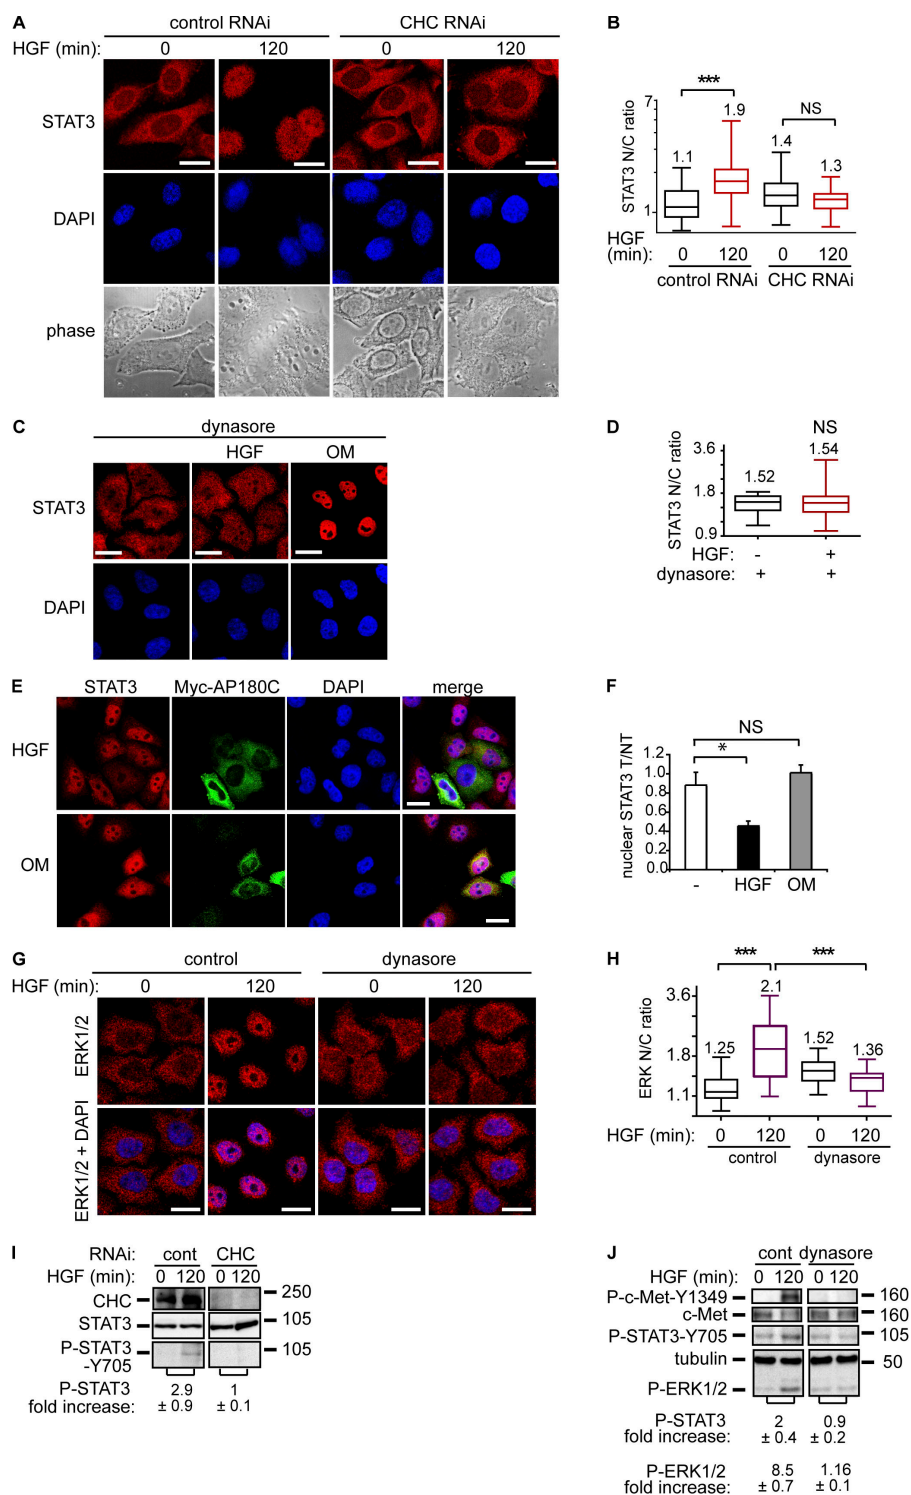 A
control RNAi CHC RNAi
HGF (min): 0 120 0 120
STAT3
DAPI
phase
B
STAT3 N/C ratio
7
1
*** NS
1.1 1.9 1.4 1.3
HGF
(min): 0 120 0 120
control RNAi CHC RNAi
C
dynasore
HGF OM
STAT3
DAPI
D
NS
STAT3 N/C ratio
3.6
1.8
0.9
1.52 1.54
HGF: - +
dynasore: + +
E
STAT3 Myc-AP180C DAPI merge
HGF
OM
F
NS
*
nuclear STAT3 T/NT
1.2
1.0
0.8
0.6
0.4
0.2
0.0
- HGF OM
G
control dynasore
HGF (min): 0 120 0 120
ERK1/2
ERK1/2 + DAPI
H
*** ***
ERK N/C ratio
3.6
1.8
1.1
1.25 2.1 1.52 1.36
HGF (min): 0 120 0 120
control dynasore
I
RNAi: cont CHC
HGF (min): 0 120 0 120
CHC 250
STAT3 105
P-STAT3
-Y705 105
P-STAT3 2.9 1
fold increase: ± 0.9 ± 0.1
J
cont dynasore
HGF (min): 0 120 0 120
P-c-Met-Y1349 160
c-Met 160
P-STAT3-Y705 105
tubulin 50
P-ERK1/2
P-STAT3 2 0.9
fold increase: ± 0.4 ± 0.2
P-ERK1/2 8.5 1.16
fold increase: ± 0.7 ± 0.1